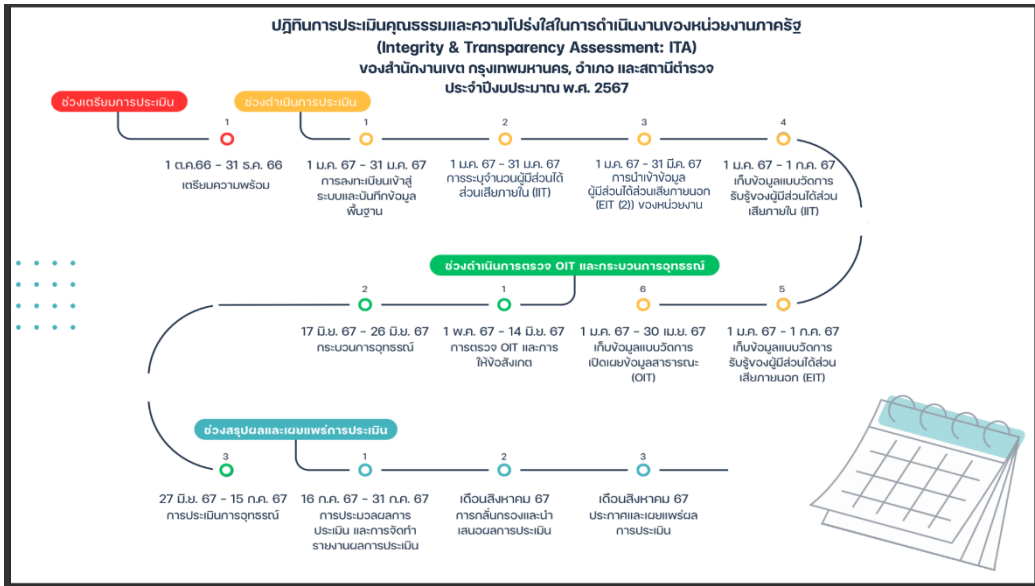 ปฏิทินการประเมินคุณธรรมและความโปร่งใสในการดำเนินงานของหน่วยงานภาครัฐ
(Integrity & Transparency Assessment: ITA)
ของสำนักงานเขต กรุงเทพมหานคร, อำเภอ และสถานีตำรวจ
ประจำปีงบประมาณ พ.ศ. 2567
ช่วงเตรียมการประเมิน
1
1 ต.ค.66 - 31 ธ.ค. 66
เตรียมความพร้อม
ช่วงดำเนินการประเมิน
1
1 ม.ค. 67 - 31 ม.ค. 67
การลงทะเบียนเข้าสู่
ระบบและบันทึกข้อมูล
พื้นฐาน
2
1 ม.ค. 67 - 31 ม.ค. 67
การระบุจำนวนผู้มีส่วนได้
ส่วนเสียภายใน (IIT)
3
1 ม.ค. 67 - 31 มี.ค. 67
การนำเข้าข้อมูล
ผู้มีส่วนได้ส่วนเสียภายนอก
(EIT (2)) ของหน่วยงาน
4
1 ม.ค. 67 - 1 ก.ค. 67
เก็บข้อมูลแบบวัดการ
รับรู้ของผู้มีส่วนได้ส่วน
เสียภายใน (IIT)
5
1 ม.ค. 67 - 1 ก.ค. 67
เก็บข้อมูลแบบวัดการ
รับรู้ของผู้มีส่วนได้ส่วน
เสียภายนอก (EIT)
6
1 ม.ค. 67 - 30 เม.ย. 67
เก็บข้อมูลแบบวัดการ
เปิดเผยข้อมูลสาธารณะ
(OIT)
ช่วงดำเนินการตรวจ OIT และกระบวนการอุทธรณ์
1
1 พ.ค. 67 - 14 มิ.ย. 67
การตรวจ OIT และการ
ให้ข้อสังเกต
2
17 มิ.ย. 67 - 26 มิ.ย. 67
กระบวนการอุทธรณ์
3
27 มิ.ย. 67 - 15 ก.ค. 67
การประเมินการอุทธรณ์
ช่วงสรุปผลและเผยแพร่การประเมิน
1
16 ก.ค. 67 - 31 ก.ค. 67
การประมวลผลการ
ประเมิน และการจัดทำ
รายงานผลการประเมิน
2
เดือนสิงหาคม 67
การกลั่นกรองและนำ
เสนอผลการประเมิน
3
เดือนสิงหาคม 67
ประกาศและเผยแพร่ผล
การประเมิน